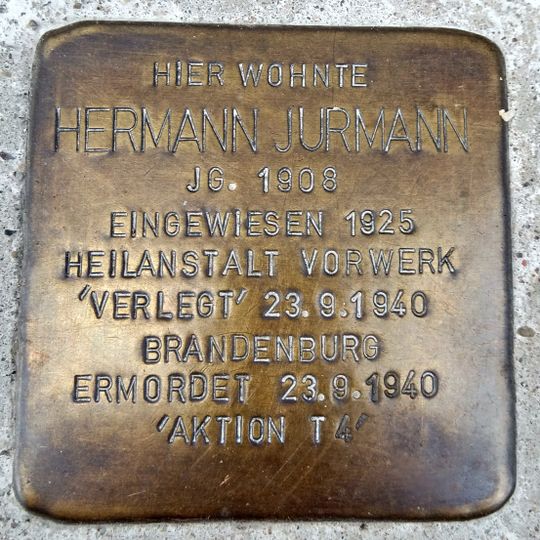 HIER WOHNTE
HERMANN JURMANN
JG. 1908
EINGEWIESEN 1925
HEILANSTALT VORWERK
'VERLEGT' 23.9.1940
BRANDENBURG
ERMORDET 23.9.1940
'AKTION T4'